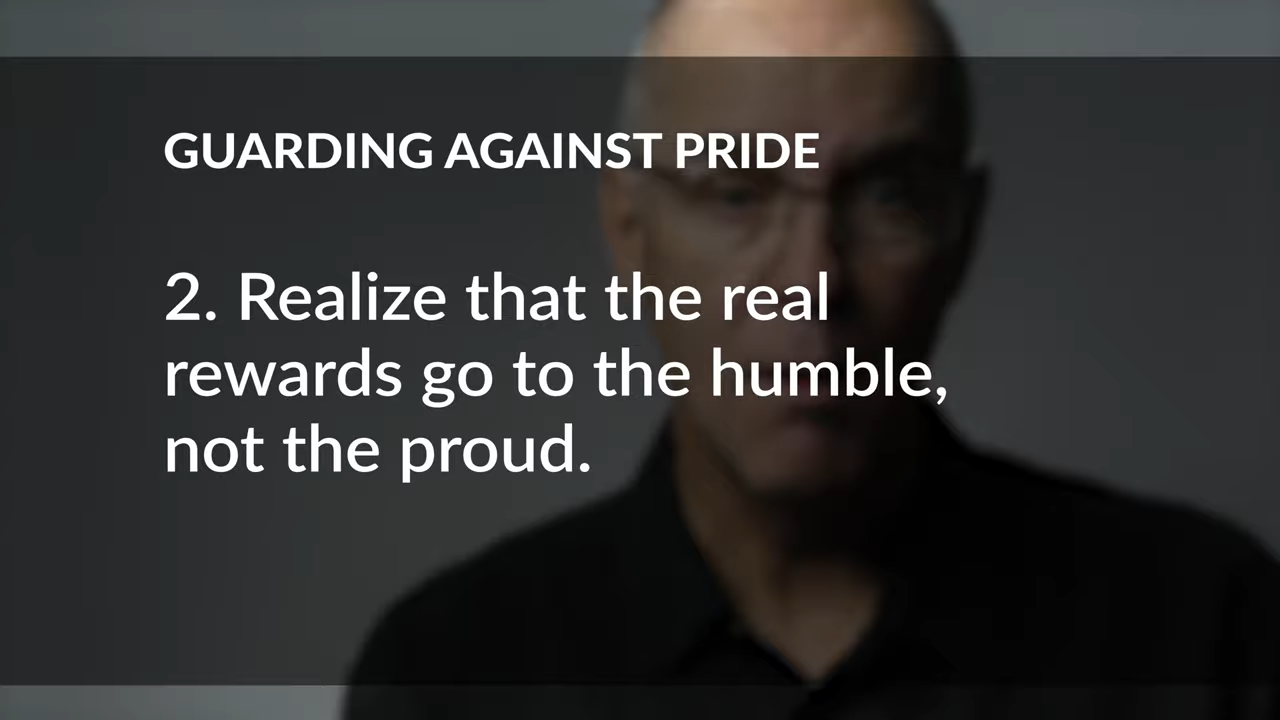 GUARDING AGAINST PRIDE
2. Realize that the real
rewards go to the humble,
not the proud.